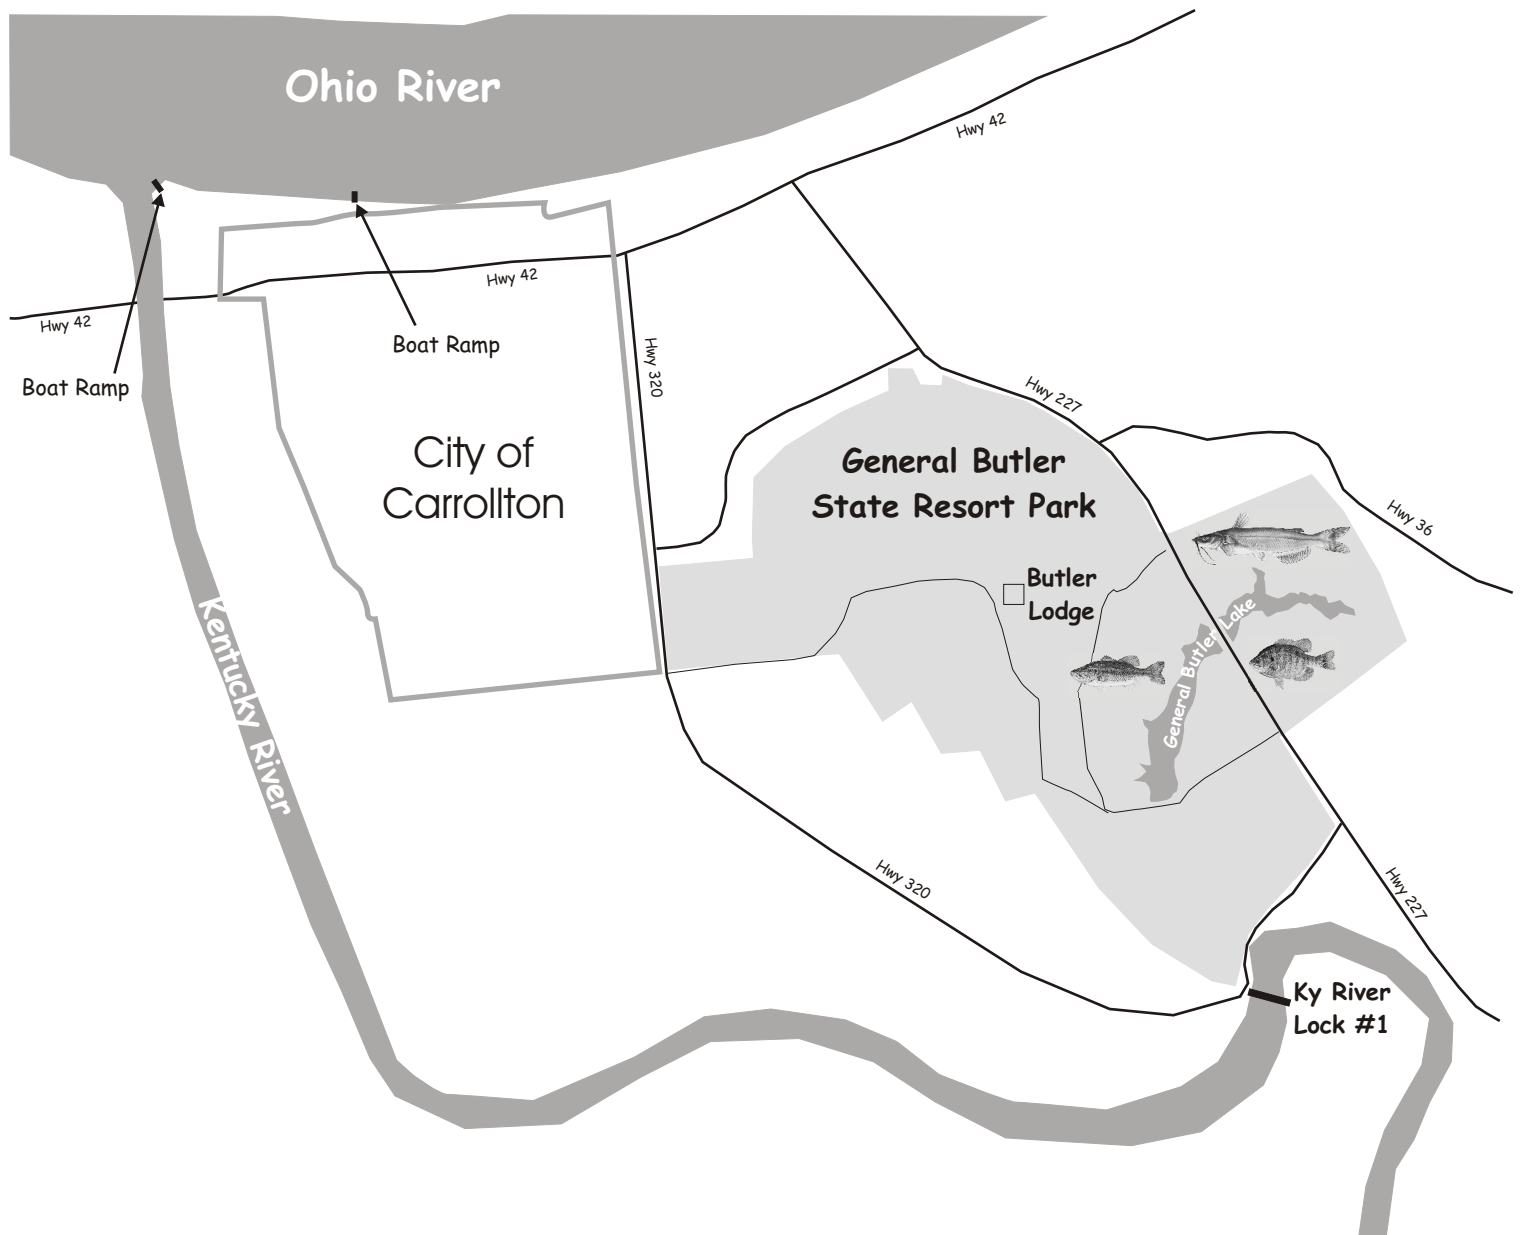 Ohio River
Hwy 42
Hwy 42
Hwy 42
Boat Ramp
Boat Ramp
Hwy 320
Hwy 227
City of
Carrollton
General Butler
State Resort Park
Hwy 36
Butler
Lodge
General Butler Lake
Kentucky River
Hwy 320
Hwy 227
Ky River
Lock #1